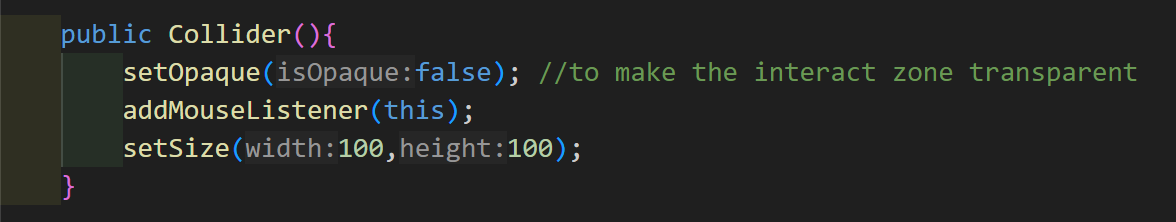 public Collider(){
setOpaque(isOpaque:false); //to make the interact zone transparent
addMouseListener(this);
setSize(width:100,height:100);
}